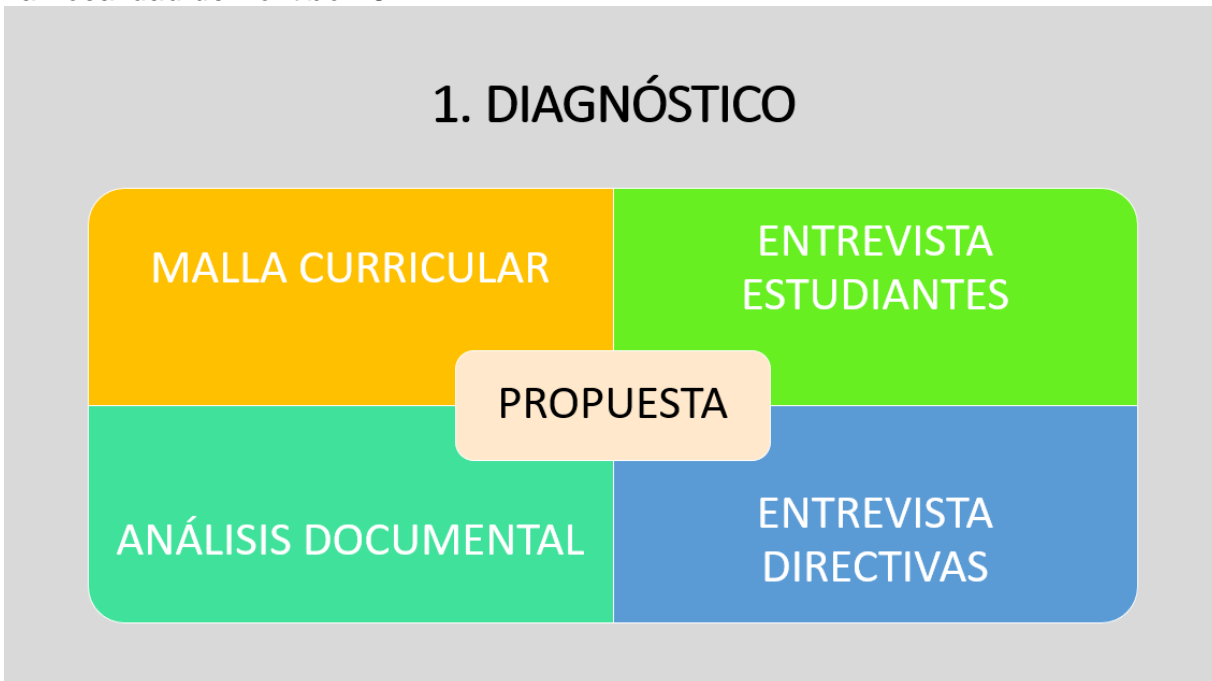 1. DIAGNÓSTICO
MALLA CURRICULAR
ENTREVISTA
ESTUDIANTES
PROPUESTA
ANÁLISIS DOCUMENTAL
ENTREVISTA
DIRECTIVAS